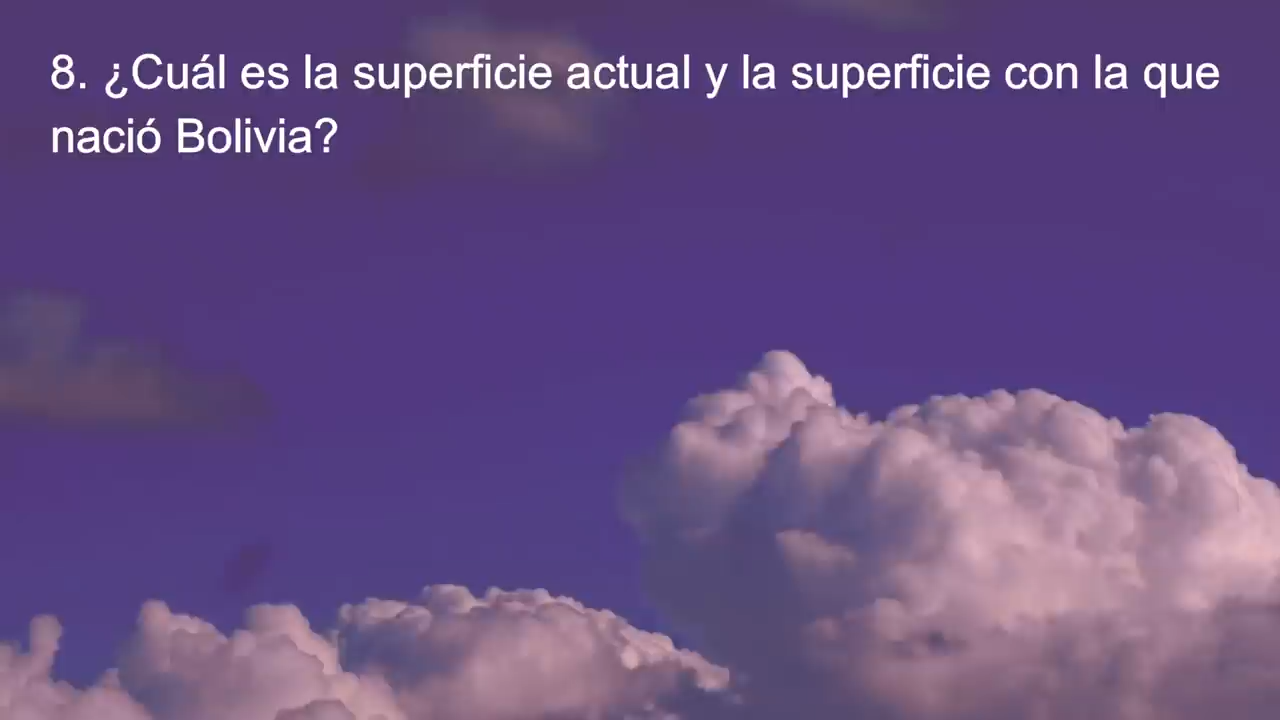 8. ¿Cuál es la superficie actual y la superficie con la que
nació Bolivia?